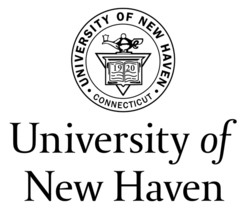 UNIVERSITY OF NEW HAVEN
1920
CONNECTICUT
University of
New Haven